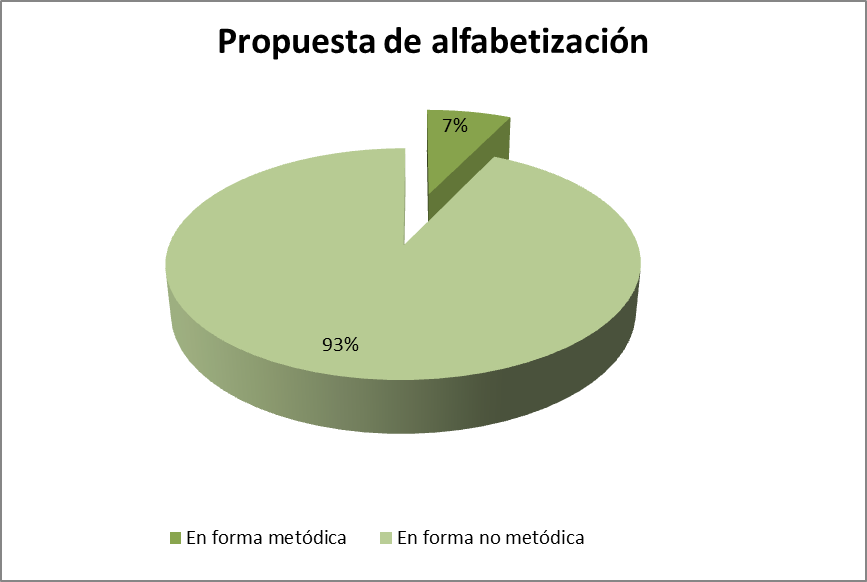 Propuesta de alfabetización
7%
93%
En forma metódica
En forma no metódica